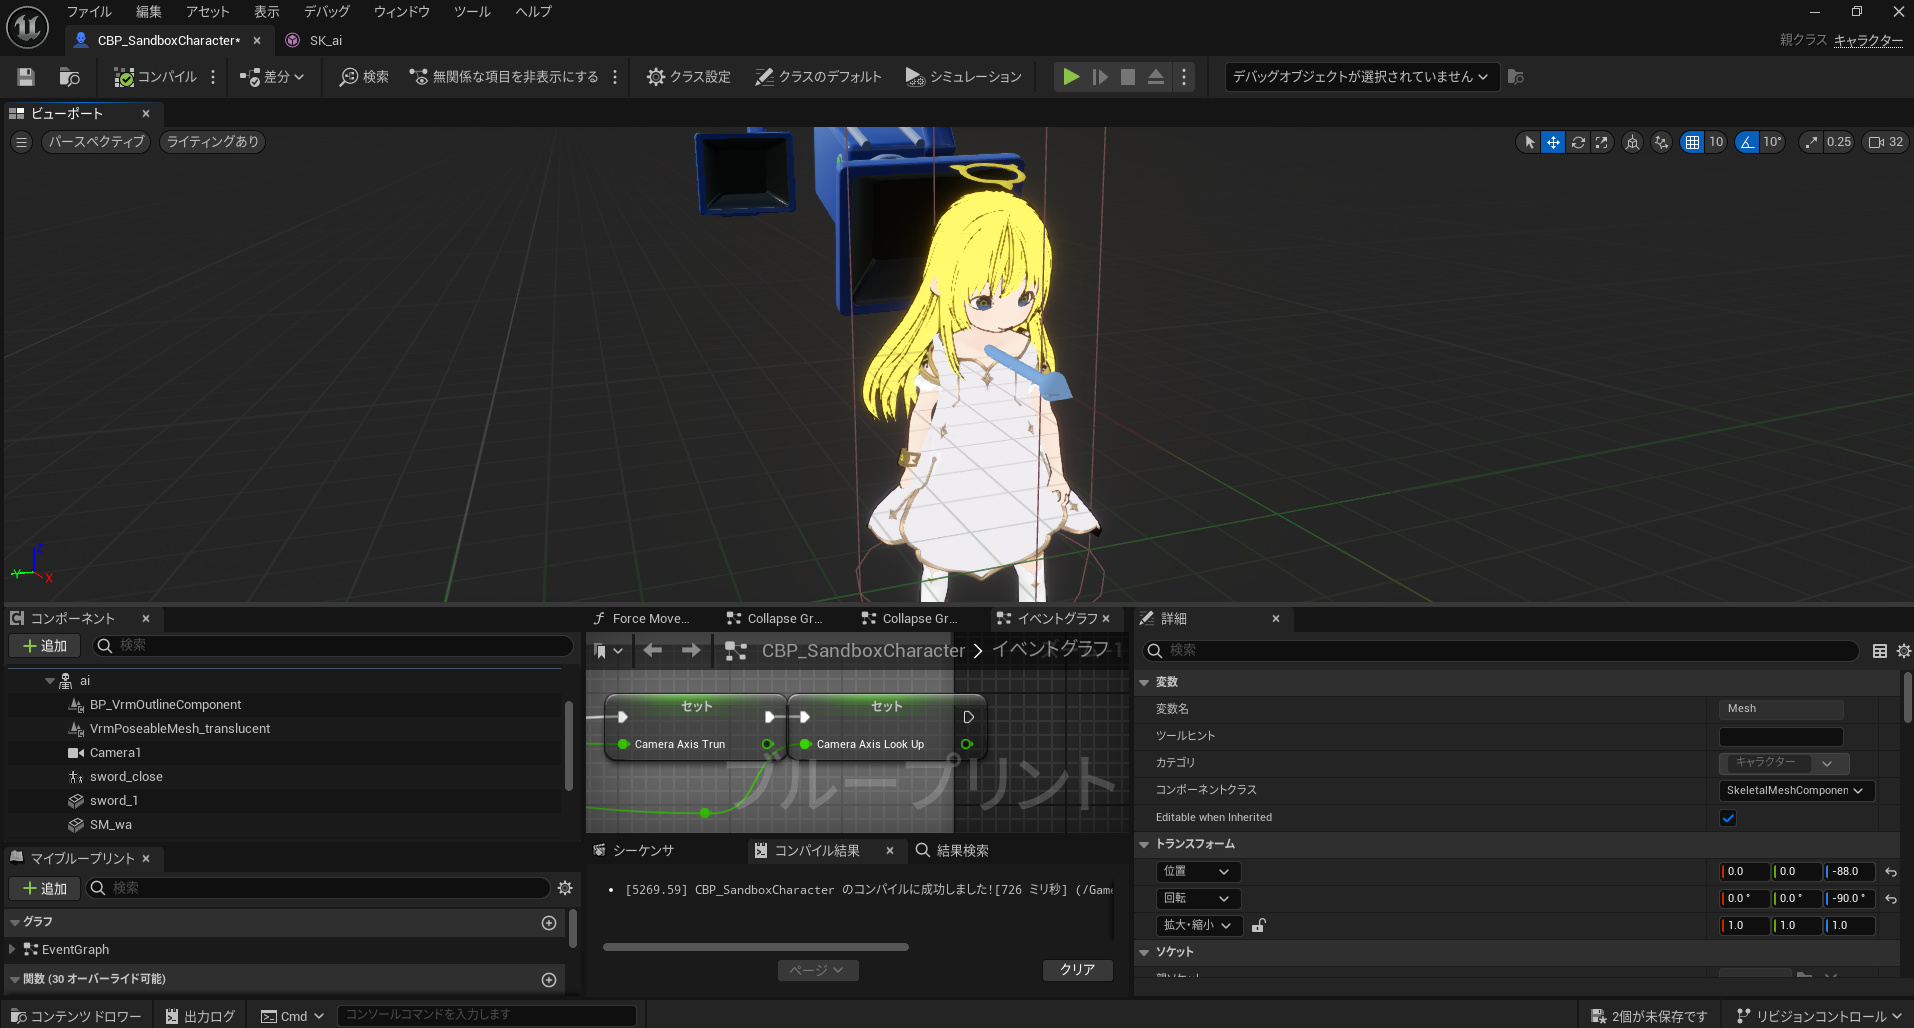 ファイル 編集 アセット 表示 デバッグ ウィンドウ ツール ヘルプ
CBP_SandboxCharacter* SK_ai
親クラス キャラクター
コンパイル 差分 検索 無関係な項目を非表示にする クラス設定 クラスのデフォルト シミュレーション デバッグオブジェクトが選択されていません
ビューポート
パースペクティブ ライティングあり 10 10° 0.25 32
Z
Y X
コンポーネント
追加 検索
ai
BP_VrmOutlineComponent
VrmPoseableMesh_translucent
Camera1
sword_close
sword_1
SM_wa
マイブループリント
追加 検索
グラフ
EventGraph
関数 (30 オーバーライド可能)
Force Move... Collapse Gr... Collapse Gr... イベントグラフ
CBP_SandboxCharacter > イベントグラフ
セット セット
Camera Axis Trun Camera Axis Look Up
ブループリント
シーケンサ コンパイル結果 結果検索
• [5269.59] CBP_SandboxCharacter のコンパイルに成功しました![726 ミリ秒] (/Game
ページ クリア
詳細
検索
変数
変数名 Mesh
ツールヒント
カテゴリ キャラクター
コンポーネントクラス SkeletalMeshComponen
Editable when Inherited
トランスフォーム
位置 0.0 0.0 -88.0
回転 0.0 ° 0.0 ° -90.0 °
拡大・縮小 1.0 1.0 1.0
ソケット
コンテンツ ドロワー 出力ログ Cmd コンソールコマンドを入力します 2個が未保存です リビジョンコントロール